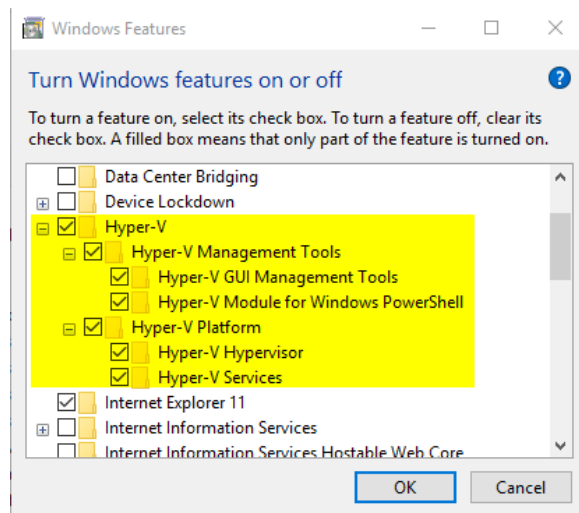 Windows Features
Turn Windows features on or off
To turn a feature on, select its check box. To turn a feature off, clear its
check box. A filled box means that only part of the feature is turned on.
Data Center Bridging
Device Lockdown
Hyper-V
Hyper-V Management Tools
Hyper-V GUI Management Tools
Hyper-V Module for Windows PowerShell
Hyper-V Platform
Hyper-V Hypervisor
Hyper-V Services
Internet Explorer 11
Internet Information Services
Internet Information Services Hostable Web Core
OK Cancel